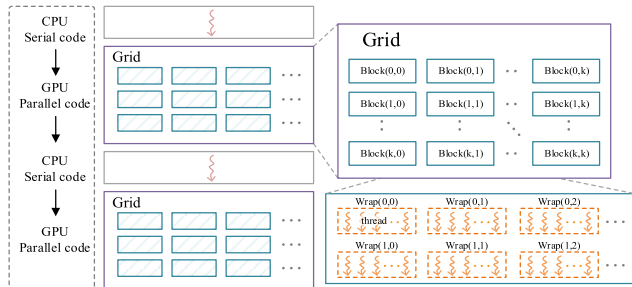 CPU
Serial code
GPU
Parallel code
CPU
Serial code
GPU
Parallel code
Grid
Grid
Grid
Block(0,0) Block(0,1) Block(0,k)
Block(1,0) Block(1,1) Block(1,k)
Block(k,0) Block(k,1) Block(k,k)
Wrap(0,0) Wrap(0,1) Wrap(0,2)
thread
Wrap(1,0) Wrap(1,1) Wrap(1,2)